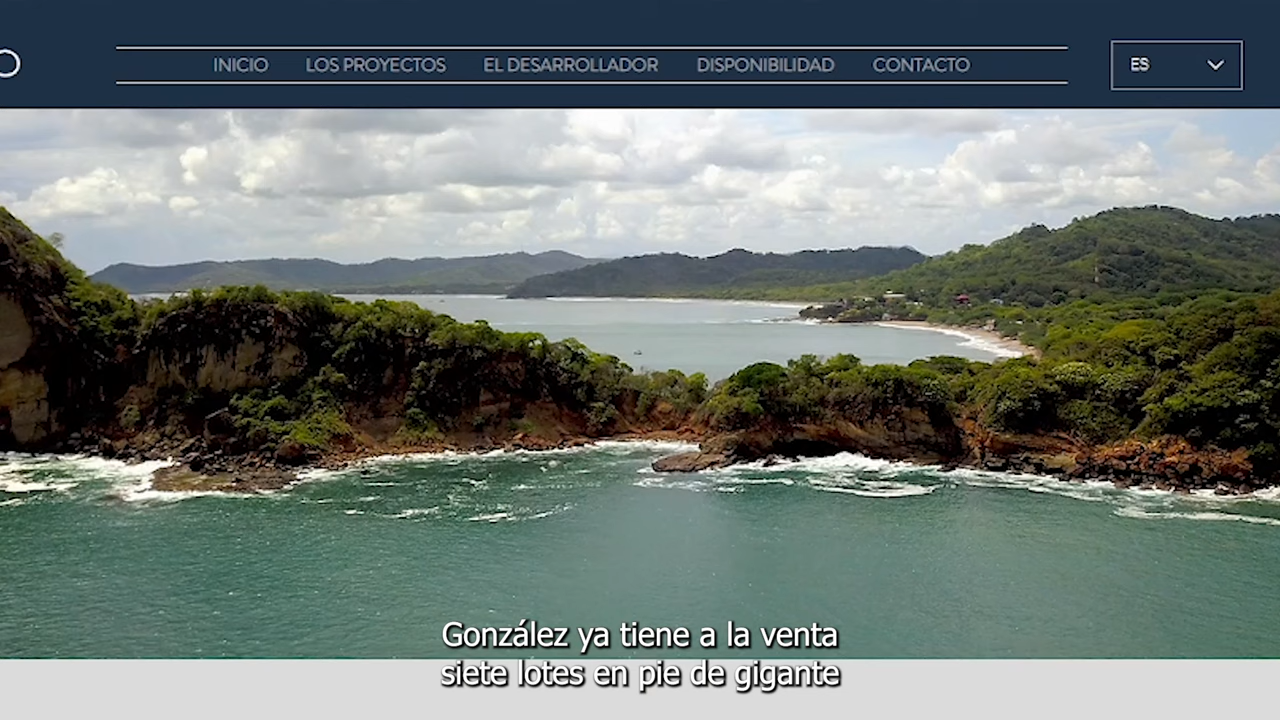 INICIO LOS PROYECTOS EL DESARROLLADOR DISPONIBILIDAD CONTACTO ES
González ya tiene a la venta
siete lotes en pie de gigante